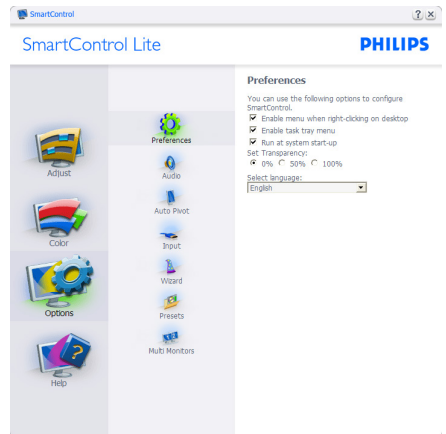 SmartControl
SmartControl Lite
PHILIPS
Adjust
Color
Options
Help
Preferences
Audio
Auto Pivot
Input
Wizard
Presets
Multi Monitors
Preferences
You can use the following options to configure
SmartControl.
Enable menu when right-clicking on desktop
Enable task tray menu
Run at system start-up
Set Transparency:
0% 50% 100%
Select language:
English